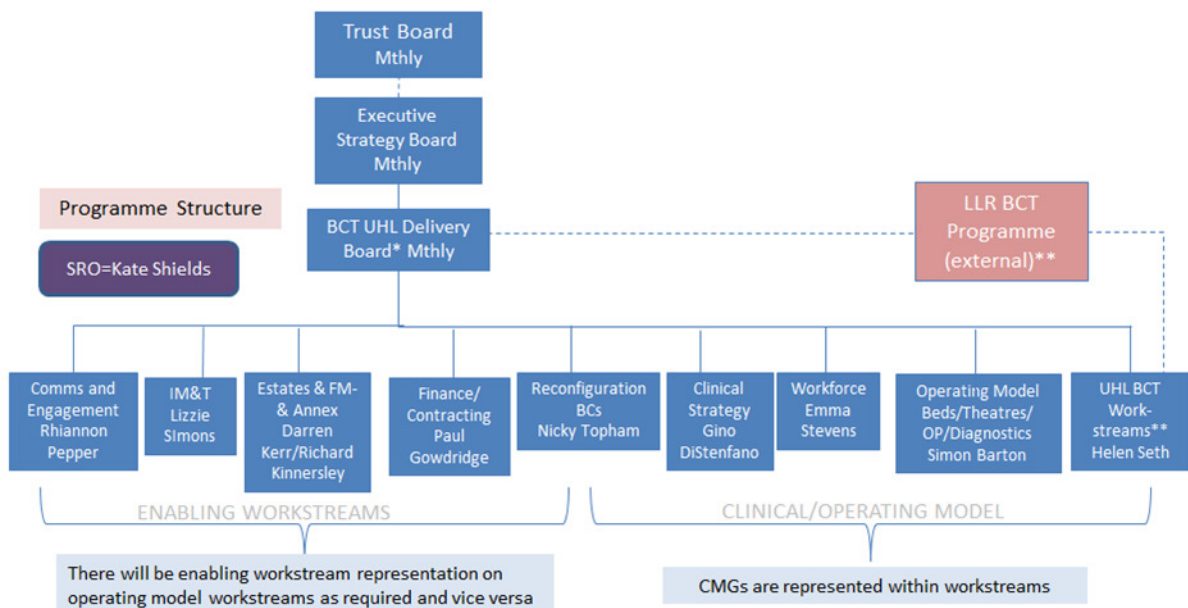 Trust Board
Mthly
Executive
Strategy Board
Mthly
Programme Structure
SRO=Kate Shields
BCT UHL Delivery
Board* Mthly
LLR BCT
Programme
(external)**
Comms and
Engagement
Rhiannon
Pepper
IM&T
Lizzie
SImons
Estates & FM-
& Annex
Darren
Kerr/Richard
Kinnersley
Finance/
Contracting
Paul
Gowdridge
Reconfiguration
BCs
Nicky Topham
Clinical
Strategy
Gino
DiStenfano
Workforce
Emma
Stevens
Operating Model
Beds/Theatres/
OP/Diagnostics
Simon Barton
UHL BCT
Work-
streams**
Helen Seth
ENABLING WORKSTREAMS
CLINICAL/OPERATING MODEL
There will be enabling workstream representation on
operating model workstreams as required and vice versa
CMGs are represented within workstreams